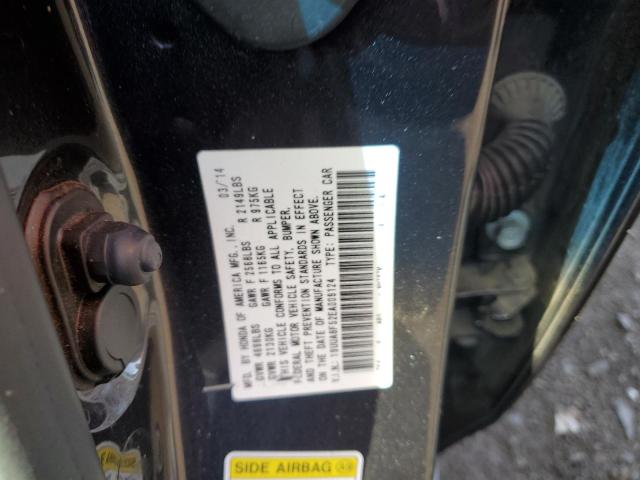 MFD. BY HONDA OF AMERICA MFG., INC. 03/14
GVWR 4696LBS GAWR F 2568LBS R 2149LBS
GVWR 2130KG GAWR F 1165KG R 975KG
THIS VEHICLE CONFORMS TO ALL APPLICABLE
FEDERAL MOTOR VEHICLE SAFETY, BUMPER,
AND THEFT PREVENTION STANDARDS IN EFFECT
ON THE DATE OF MANUFACTURE SHOWN ABOVE.
V.I.N.: 19UUA8F52EA009124 TYPE: PASSENGER CAR
SIDE AIRBAG